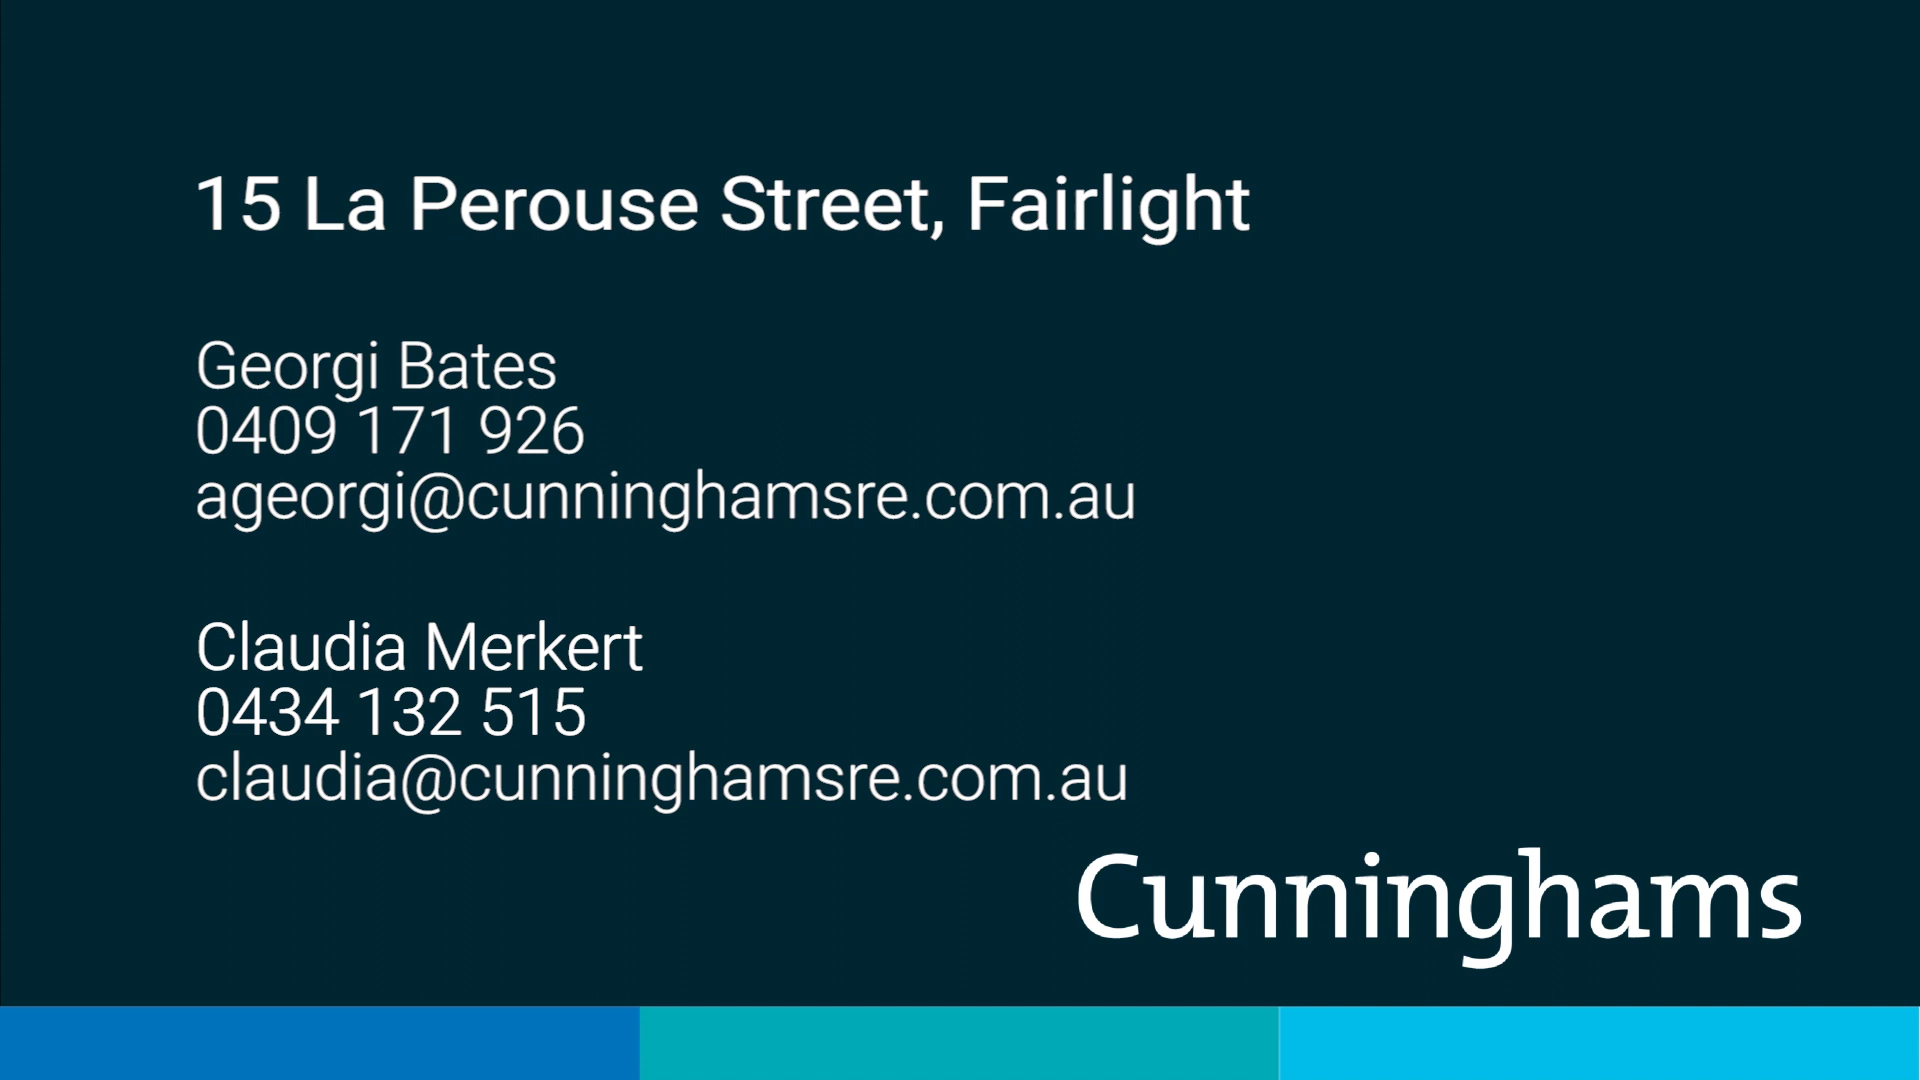 15 La Perouse Street, Fairlight
Georgi Bates
0409 171 926
ageorgi@cunninghamsre.com.au
Claudia Merkert
0434 132 515
claudia@cunninghamsre.com.au
Cunninghams